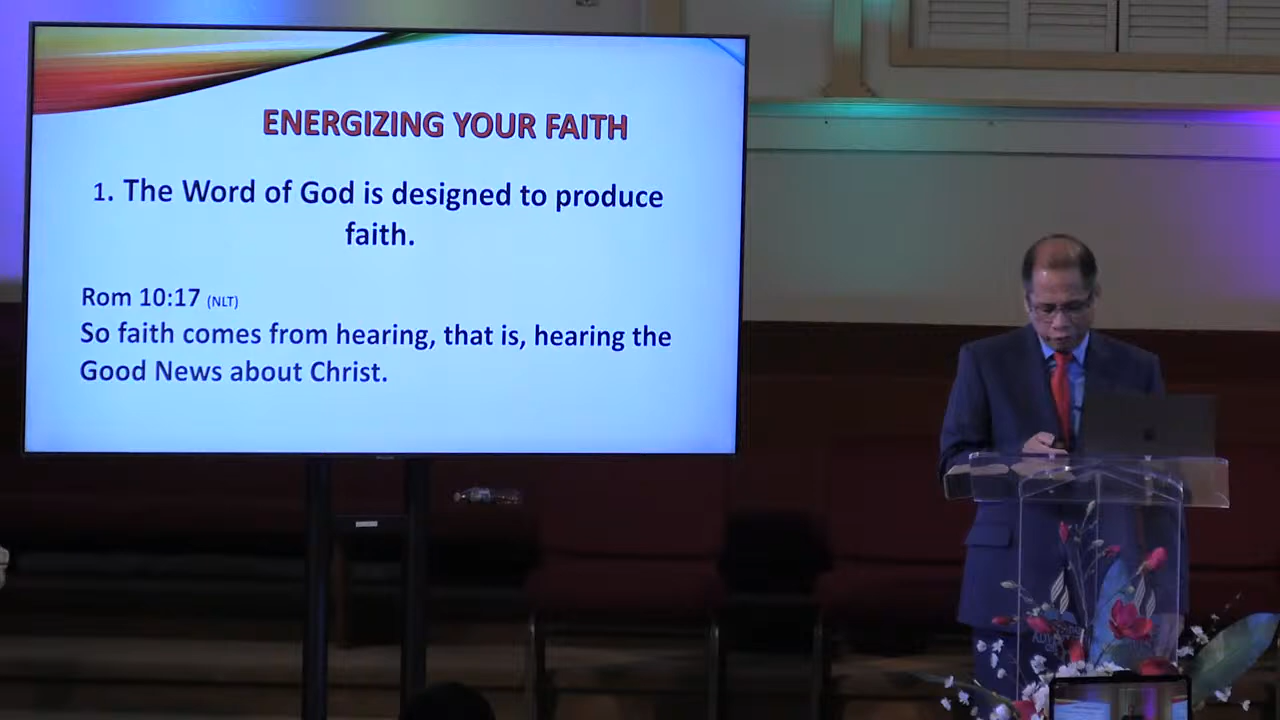 ENERGIZING YOUR FAITH
1. The Word of God is designed to produce
faith.
Rom 10:17 (NLT)
So faith comes from hearing, that is, hearing the
Good News about Christ.